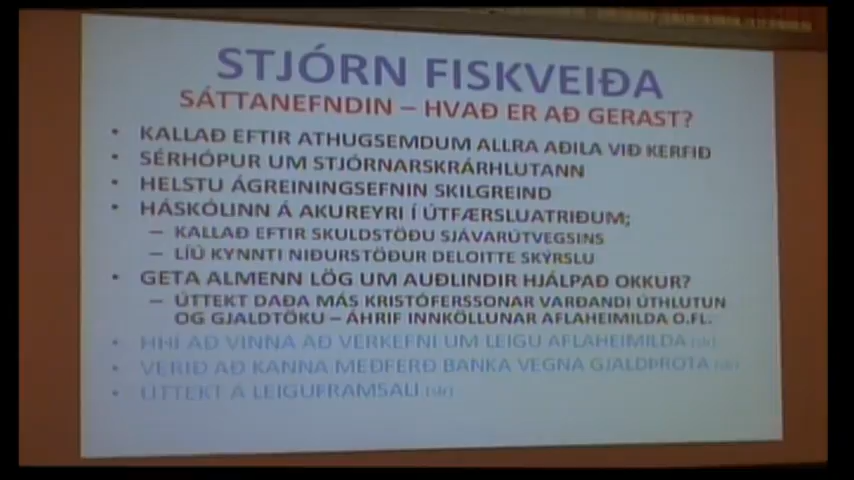 STJÓRN FISKVEIÐA
SÁTTANEFNDIN – HVAÐ ER AÐ GERAST?
• KALLAÐ EFTIR ATHUGSEMDUM ALLRA AÐILA VIÐ KERFIÐ
• SÉRHÓPUR UM STJÓRNARSKRÁRHLUTANN
• HELSTU ÁGREININGSEFNIN SKILGREIND
• HÁSKÓLINN Á AKUREYRI Í ÚTFÆRSLUATRIÐUM;
– KALLAÐ EFTIR SKULDSTÖÐU SJÁVARÚTVEGSINS
– LÍÚ KYNNTI NIÐURSTÖÐUR DELOITTE SKÝRSLU
• GETA ALMENN LÖG UM AUÐLINDIR HJÁLPAÐ OKKUR?
– ÚTTEKT DAÐA MÁS KRISTÓFERSSONAR VARÐANDI ÚTHLUTUN
OG GJALDTÖKU – ÁHRIF INNKÖLLUNAR AFLAHEIMILDA O.FL.
• HHÍ AÐ VINNA AÐ VERKEFNI UM LEIGU AFLAHEIMILDA
• VERIÐ AÐ KANNA MEÐFERÐ BANKA VEGNA GJALDÞROTA
• ÚTTEKT Á LEIGUFRAMSALI